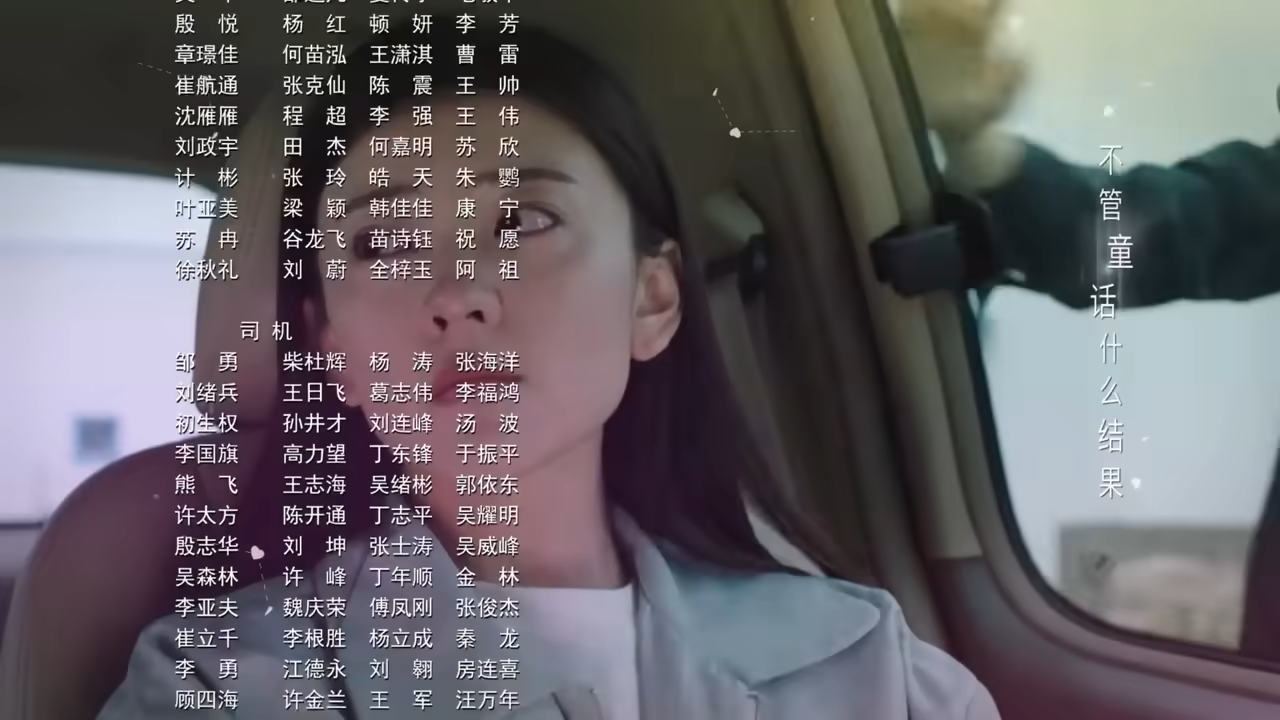 殷 悦 杨 红 顿 妍 李 芳
章璟佳 何苗泓 王潇淇 曹 雷
崔航通 张克仙 陈 震 王 帅
沈雁雁 程 超 李 强 王 伟
刘政宇 田 杰 何嘉明 苏 欣
计 彬 张 玲 皓 天 朱 鹦
叶亚美 梁 颖 韩佳佳 康 宁
苏 冉 谷龙飞 苗诗钰 祝 愿
徐秋礼 刘 蔚 全梓玉 阿 祖
司机
邹 勇 柴杜辉 杨 涛 张海洋
刘绪兵 王日飞 葛志伟 李福鸿
初生权 孙井才 刘连峰 汤 波
李国旗 高力望 丁东锋 于振平
熊 飞 王志海 吴绪彬 郭依东
许太方 陈开通 丁志平 吴耀明
殷志华 刘 坤 张士涛 吴威峰
吴森林 许 峰 丁年顺 金 林
李亚夫 魏庆荣 傅凤刚 张俊杰
崔立千 李根胜 杨立成 秦 龙
李 勇 江德永 刘 翱 房连喜
顾四海 许金兰 王 军 汪万年
不管童话什么结果